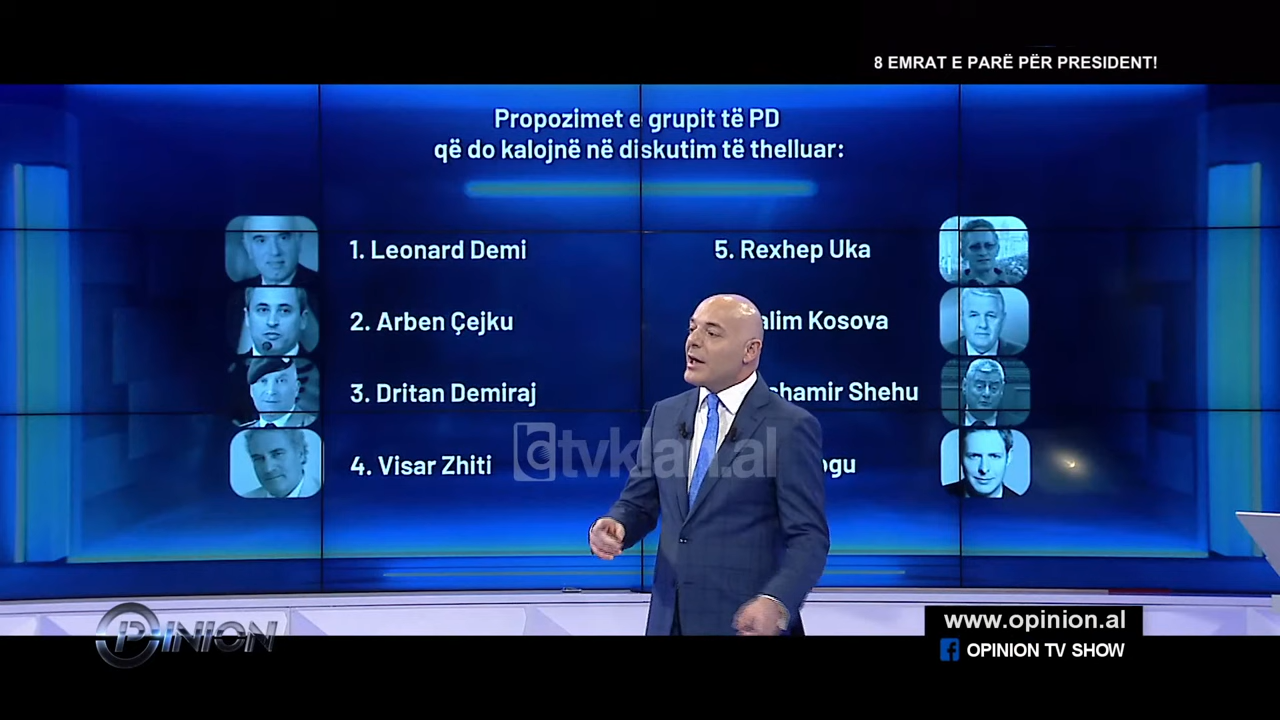 8 EMRAT E PARË PËR PRESIDENT!
Propozimet e grupit të PD
që do kalojnë në diskutim të thelluar:
1. Leonard Demi
2. Arben Çejku
3. Dritan Demiraj
4. Visar Zhiti
5. Rexhep Uka
Kosova
Shehu
tvklan.al
OPINION
www.opinion.al
OPINION TV SHOW